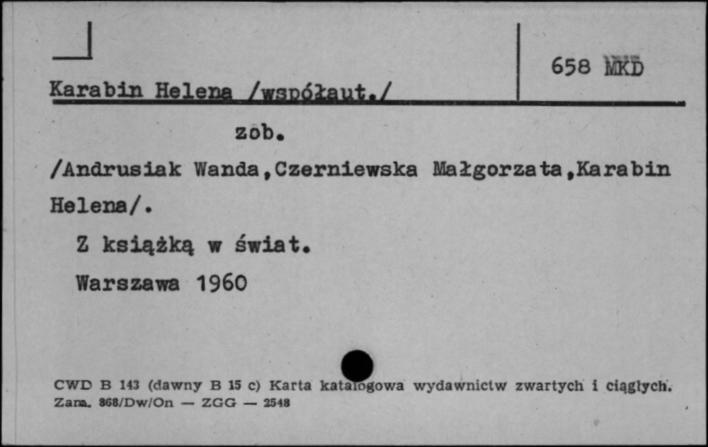 658 MKD
Karabin Helena /współaut./
zob.
/Andrusiak Wanda,Czerniewska Małgorzata,Karabin
Helena/.
Z książką w świat.
Warszawa 1960
CWD B 143 (dawny B 15 c) Karta katalogowa wydawnictw zwartych i ciągłych.
Zam. 868/Dw/On — ZGG — 2548